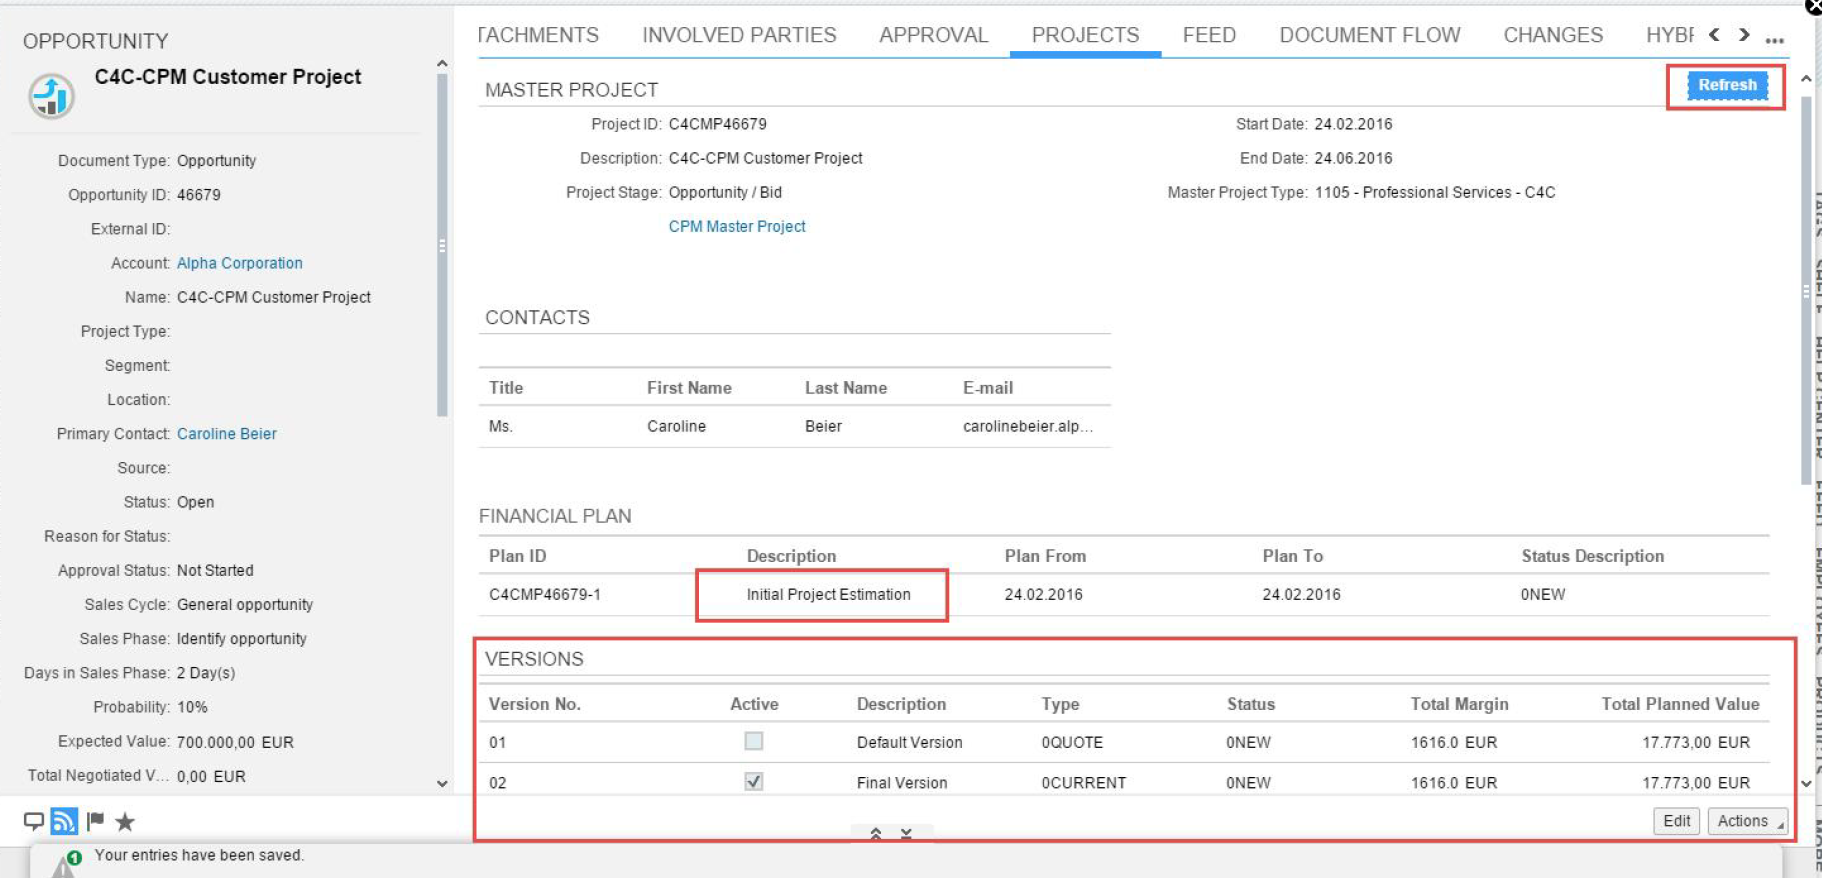 OPPORTUNITY
C4C-CPM Customer Project
Document Type: Opportunity
Opportunity ID: 46679
External ID:
Account: Alpha Corporation
Name: C4C-CPM Customer Project
Project Type:
Segment:
Location:
Primary Contact: Caroline Beier
Source:
Status: Open
Reason for Status:
Approval Status: Not Started
Sales Cycle: General opportunity
Sales Phase: Identify opportunity
Days in Sales Phase: 2 Day(s)
Probability: 10%
Expected Value: 700.000,00 EUR
Total Negotiated V... 0,00 EUR
TACHMENTS INVOLVED PARTIES APPROVAL PROJECTS FEED DOCUMENT FLOW CHANGES HYBR ...
MASTER PROJECT
Refresh
Project ID: C4CMP46679 Start Date: 24.02.2016
Description: C4C-CPM Customer Project End Date: 24.06.2016
Project Stage: Opportunity / Bid Master Project Type: 1105 - Professional Services - C4C
CPM Master Project
CONTACTS
Title First Name Last Name E-mail
Ms. Caroline Beier carolinebeier.alp...
FINANCIAL PLAN
Plan ID Description Plan From Plan To Status Description
C4CMP46679-1 Initial Project Estimation 24.02.2016 24.02.2016 0NEW
VERSIONS
Version No. Active Description Type Status Total Margin Total Planned Value
01 Default Version 0QUOTE 0NEW 1616.0 EUR 17.773,00 EUR
02 Final Version 0CURRENT 0NEW 1616.0 EUR 17.773,00 EUR
Edit Actions
1 Your entries have been saved.